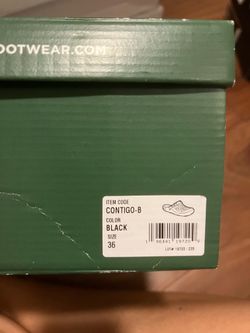 OOTWEAR.COM
ITEM CODE
CONTIGO-B
COLOR
BLACK
SIZE
36